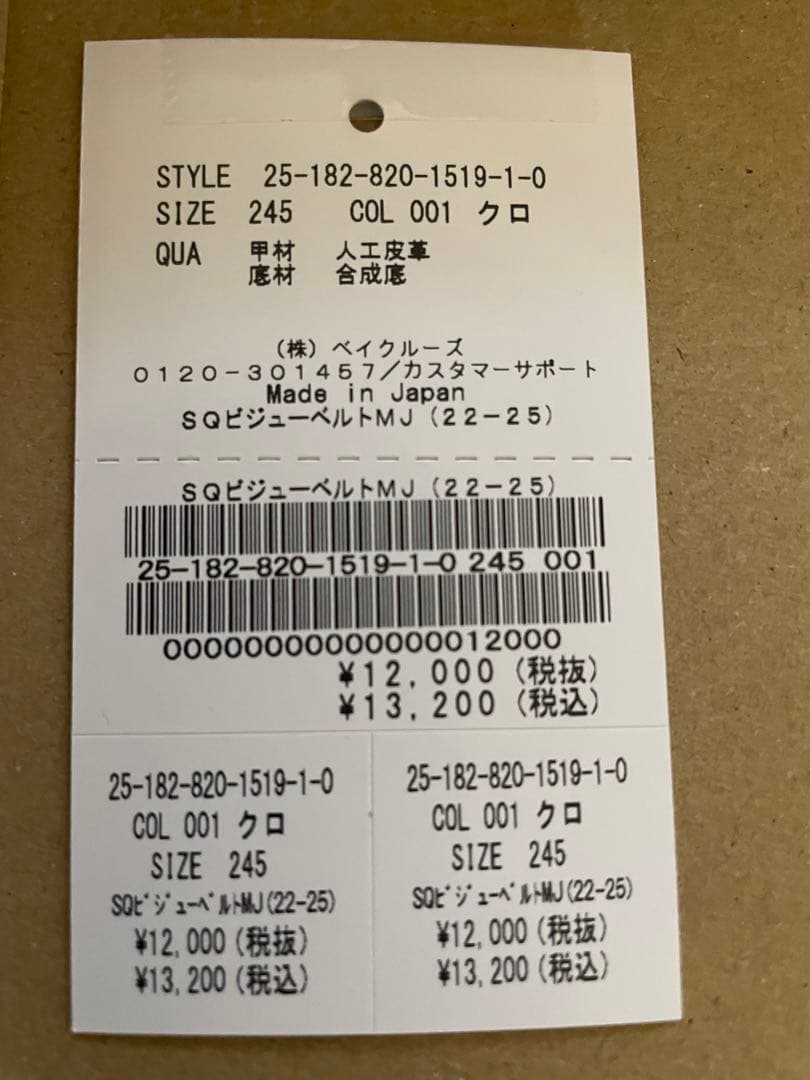 STYLE 25-182-820-1519-1-0
SIZE 245 COL 001 クロ
QUA 甲材 人工皮革
底材 合成底
(株)ベイクルーズ
0120-301457/カスタマーサポート
Made in Japan
SQビジューベルトMJ(22-25)
SQビジューベルトMJ(22-25)
25-182-820-1519-1-0 245 001
00000000000000000012000
¥12,000(税抜)
¥13,200(税込)
25-182-820-1519-1-0
COL 001 クロ
SIZE 245
SQビジューベルトMJ(22-25)
¥12,000(税抜)
¥13,200(税込)
25-182-820-1519-1-0
COL 001 クロ
SIZE 245
SQビジューベルトMJ(22-25)
¥12,000(税抜)
¥13,200(税込)